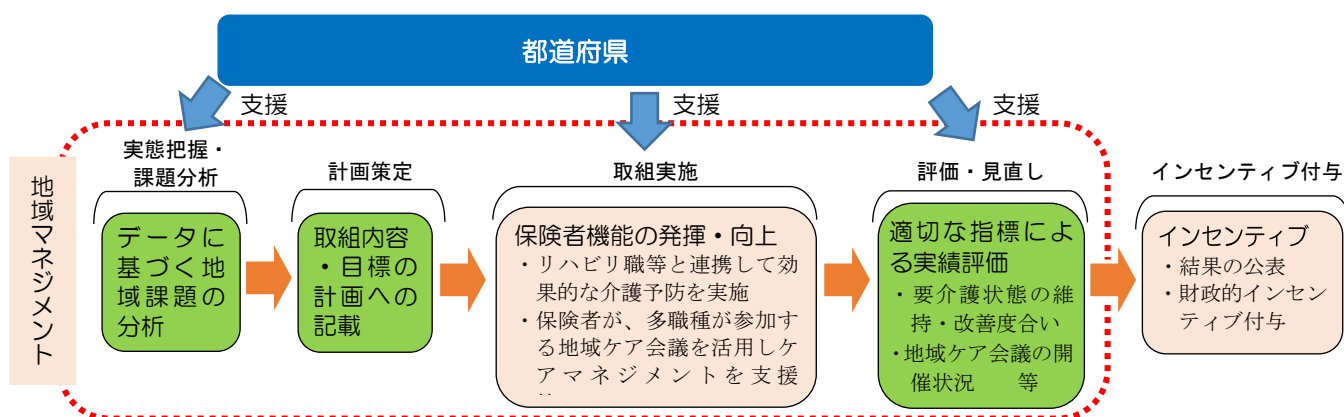 都道府県
支援
支援
支援
地域マネジメント
実態把握・
課題分析
データに
基づく地
域課題の
分析
計画策定
取組内容
・目標の
計画への
記載
取組実施
保険者機能の発揮・向上
・リハビリ職等と連携して効
果的な介護予防を実施
・保険者が、多職種が参加す
る地域ケア会議を活用しケ
アマネジメントを支援
評価・見直し
適切な指標によ
る実績評価
・要介護状態の維
持・改善度合い
・地域ケア会議の開
催状況　等
インセンティブ付与
インセンティブ
・結果の公表
・財政的インセン
ティブ付与